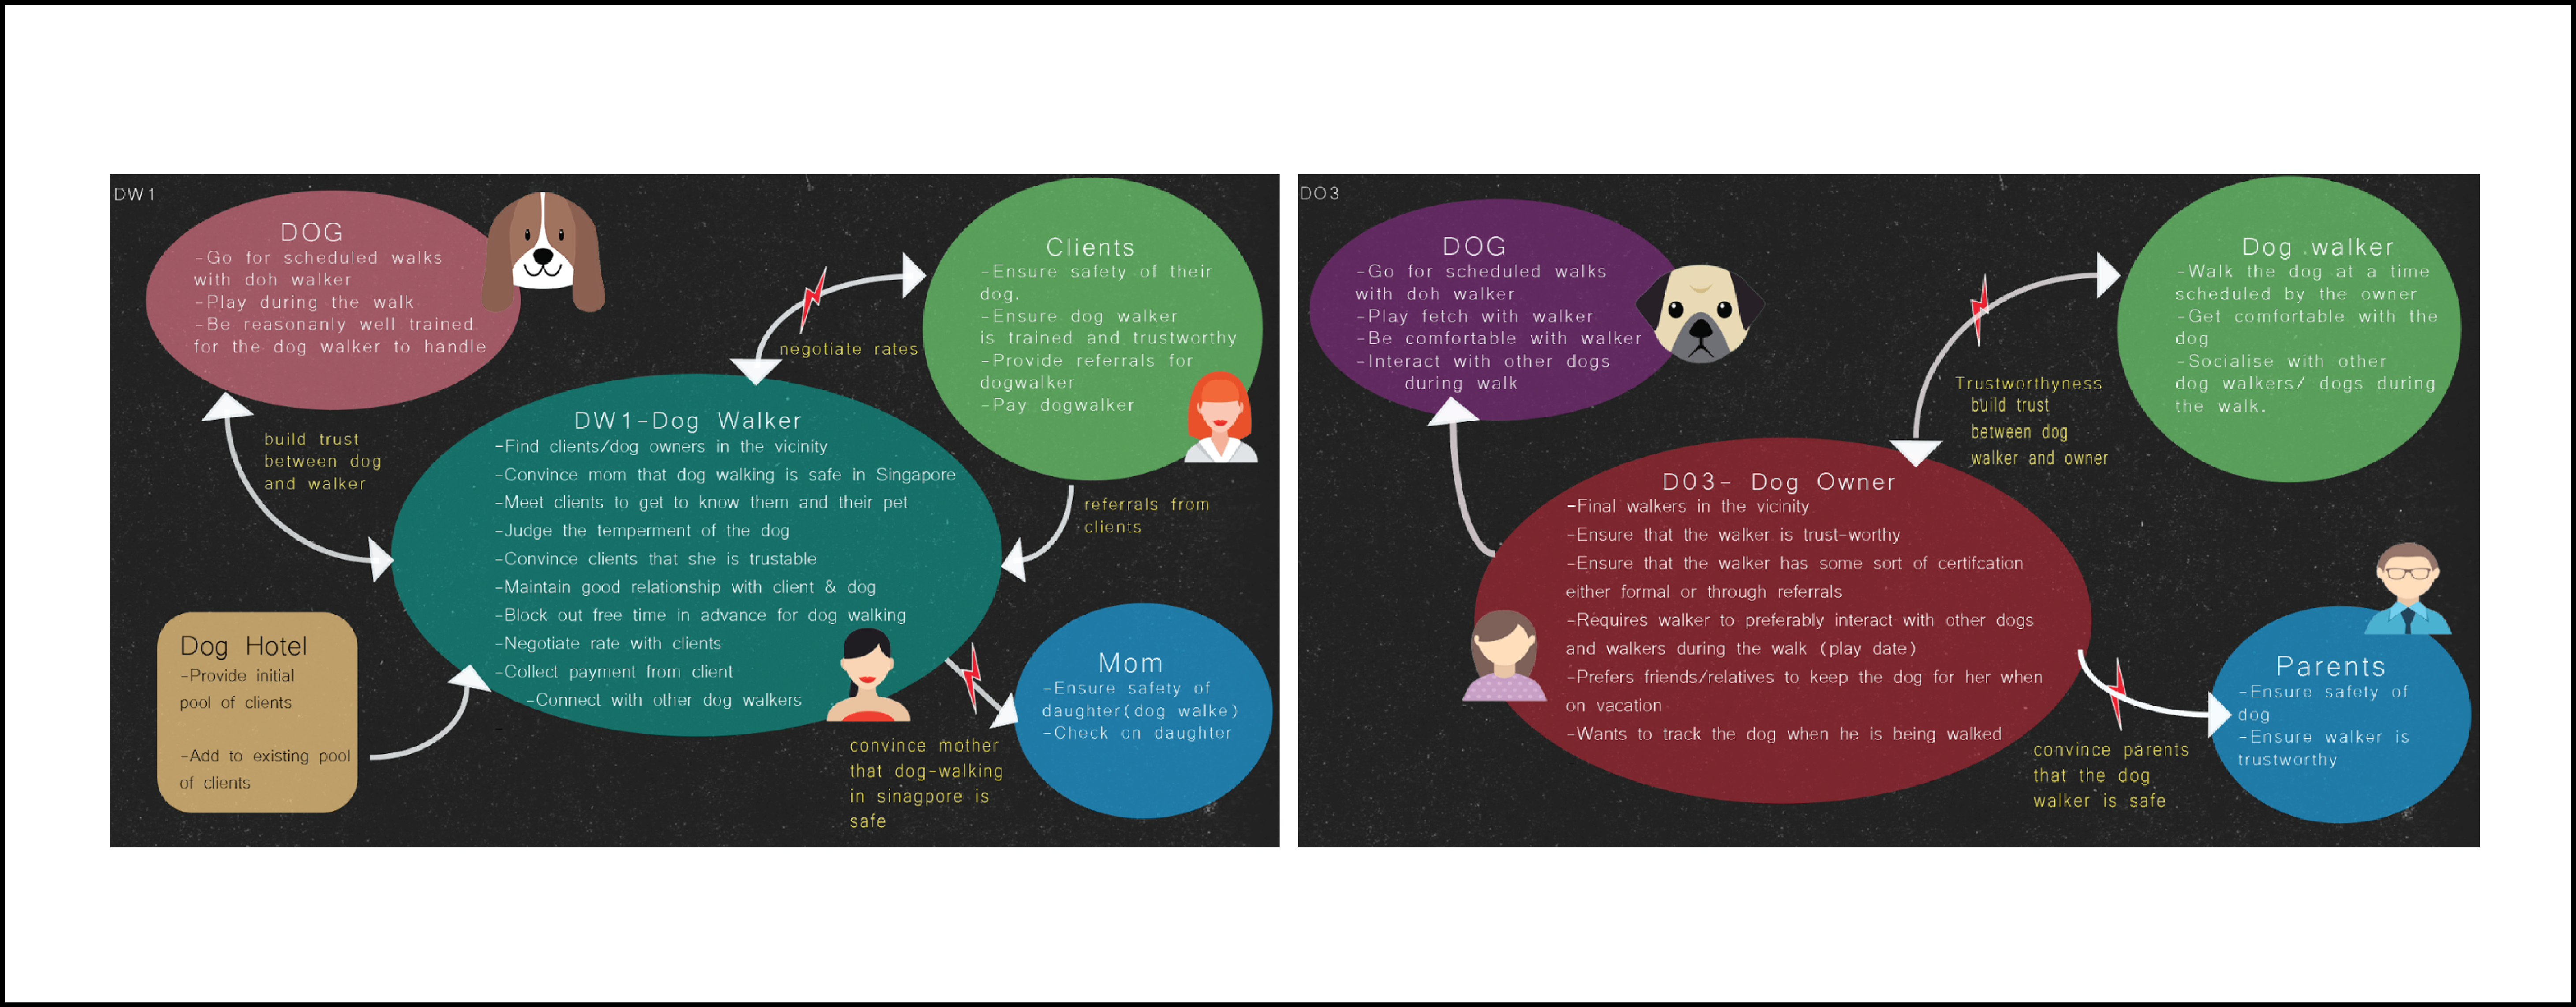 DW1
DOG
-Go for scheduled walks
with doh walker
-Play during the walk
-Be reasonanly well trained
for the dog walker to handle
build trust
between dog
and walker
Dog Hotel
-Provide initial
pool of clients
-Add to existing pool
of clients
negotiate rates
Clients
-Ensure safety of their
dog.
-Ensure dog walker
is trained and trustworthy
-Provide referrals for
dogwalker
-Pay dogwalker
referrals from
clients
DW1-Dog Walker
-Find clients/dog owners in the vicinity
-Convince mom that dog walking is safe in Singapore
-Meet clients to get to know them and their pet
-Judge the temperment of the dog
-Convince clients that she is trustable
-Maintain good relationship with client & dog
-Block out free time in advance for dog walking
-Negotiate rate with clients
-Collect payment from client
-Connect with other dog walkers
convince mother
that dog-walking
in sinagpore is
safe
Mom
-Ensure safety of
daughter(dog walke)
-Check on daughter
DO3
DOG
-Go for scheduled walks
with doh walker
-Play fetch with walker
-Be comfortable with walker
-Interact with other dogs
during walk
Dog walker
-Walk the dog at a time
scheduled by the owner
-Get comfortable with the
dog
-Socialise with other
dog walkers/ dogs during
the walk.
Trustworthyness
build trust
between dog
walker and owner
D03- Dog Owner
-Final walkers in the vicinity
-Ensure that the walker is trust-worthy
-Ensure that the walker has some sort of certifcation
either formal or through referrals
-Requires walker to preferably interact with other dogs
and walkers during the walk (play date)
-Prefers friends/relatives to keep the dog for her when
on vacation
-Wants to track the dog when he is being walked
convince parents
that the dog
walker is safe
Parents
-Ensure safety of
dog
-Ensure walker is
trustworthy